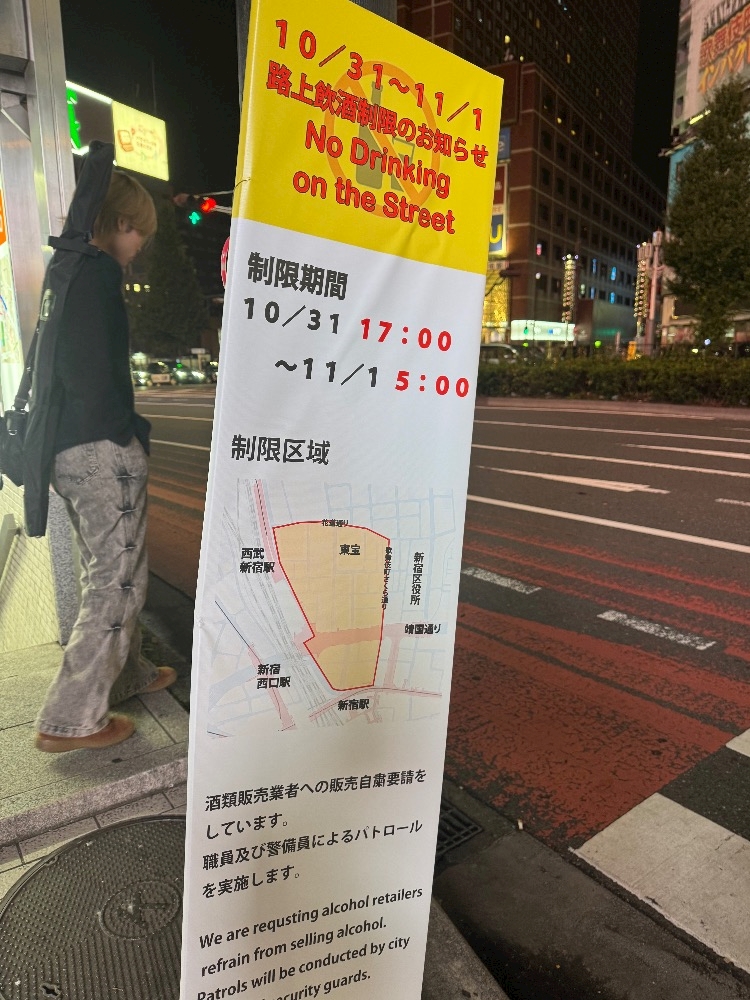 10/31～11/1
路上飲酒制限のお知らせ
No Drinking
on the Street
制限期間
10/31 17:00
～11/1 5:00
制限区域
花道通り
西武
新宿駅
東宝
歌舞伎町さくら通り
新宿区役所
靖国通り
新宿
西口駅
新宿駅
酒類販売業者への販売自粛要請を
しています。
職員及び警備員によるパトロール
を実施します。
We are requsting alcohol retailers
refrain from selling alcohol.
Patrols will be conducted by city
security guards.